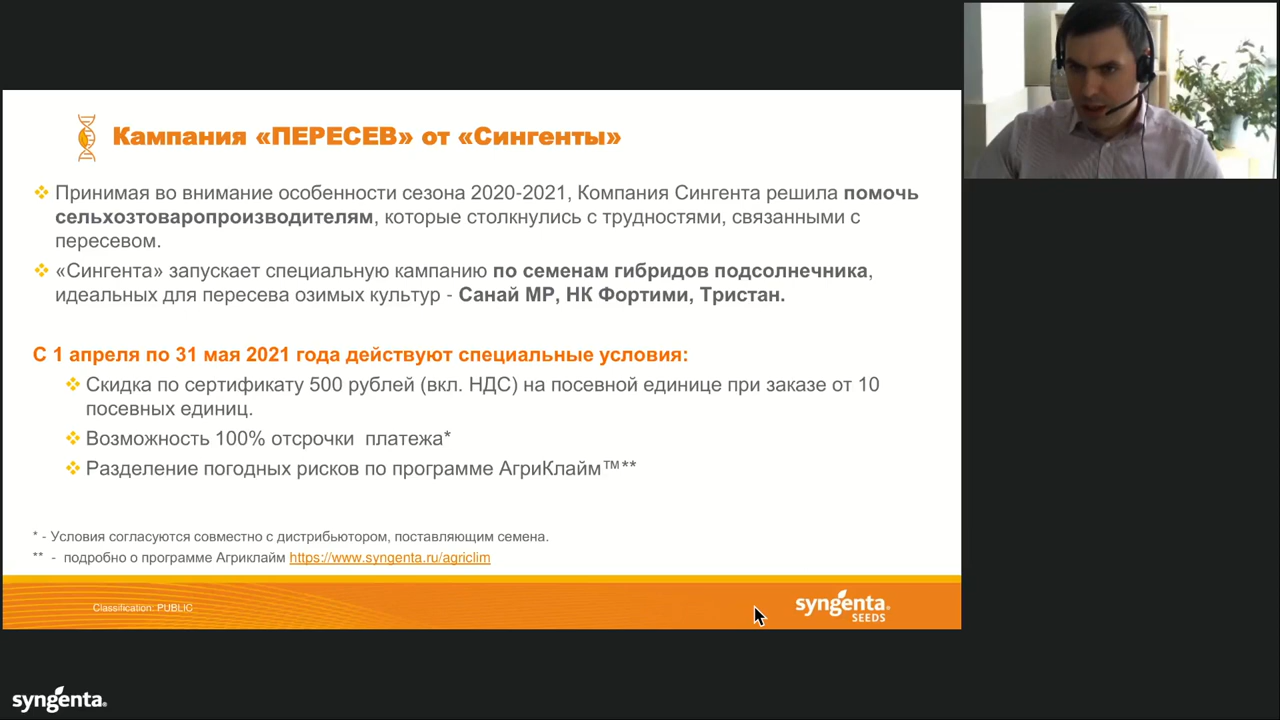 Кампания «ПЕРЕСЕВ» от «Сингенты»
Принимая во внимание особенности сезона 2020-2021, Компания Сингента решила помочь
сельхозтоваропроизводителям, которые столкнулись с трудностями, связанными с
пересевом.
«Сингента» запускает специальную кампанию по семенам гибридов подсолнечника,
идеальных для пересева озимых культур - Санай МР, НК Фортими, Тристан.
С 1 апреля по 31 мая 2021 года действуют специальные условия:
Скидка по сертификату 500 рублей (вкл. НДС) на посевной единице при заказе от 10
посевных единиц.
Возможность 100% отсрочки  платежа*
Разделение погодных рисков по программе АгриКлайм™**
* - Условия согласуются совместно с дистрибьютором, поставляющим семена.
** - подробно о программе Агриклайм https://www.syngenta.ru/agriclim
Classification: PUBLIC
syngenta.
SEEDS
syngenta.